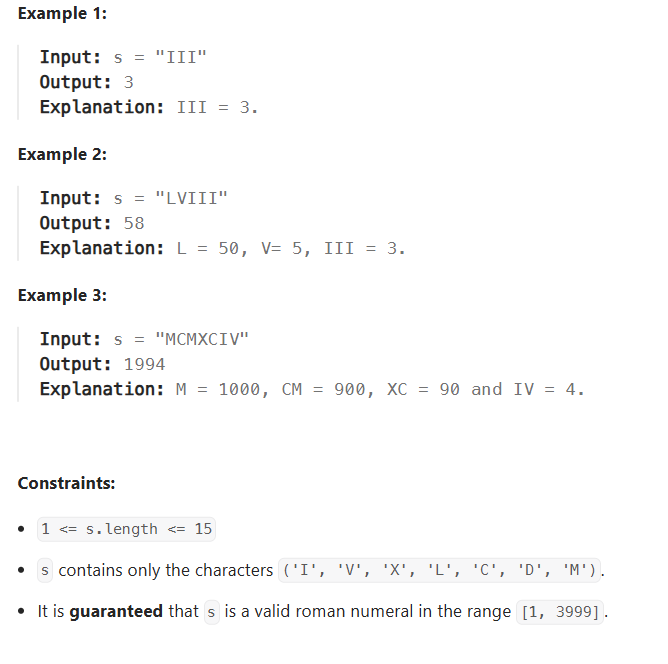 Example 1:
Input: s = "III"
Output: 3
Explanation: III = 3.
Example 2:
Input: s = "LVIII"
Output: 58
Explanation: L = 50, V= 5, III = 3.
Example 3:
Input: s = "MCMXCIV"
Output: 1994
Explanation: M = 1000, CM = 900, XC = 90 and IV = 4.
Constraints:
• 1 <= s.length <= 15
• s contains only the characters ('I', 'V', 'X', 'L', 'C', 'D', 'M').
• It is guaranteed that s is a valid roman numeral in the range [1, 3999].